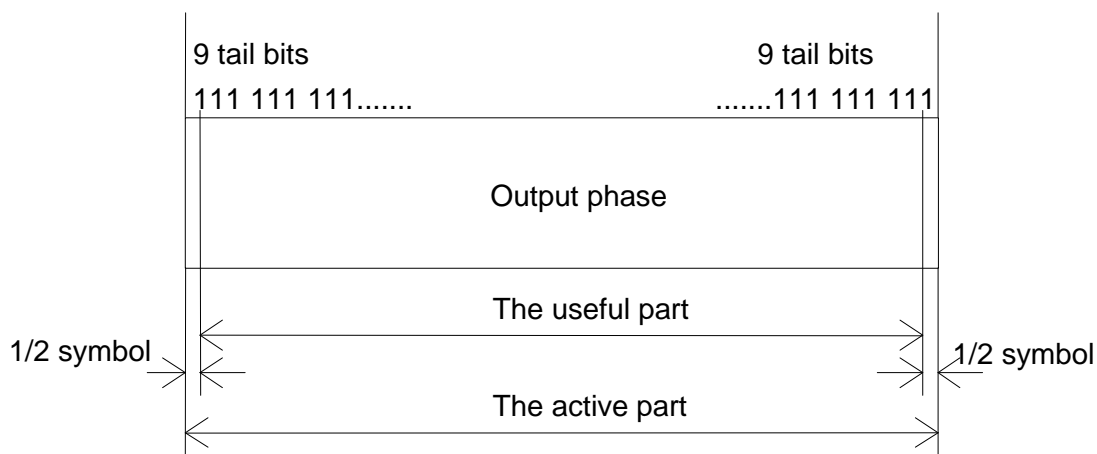 9 tail bits 9 tail bits
111 111 111....... .......111 111 111
Output phase
The useful part
1/2 symbol 1/2 symbol
The active part